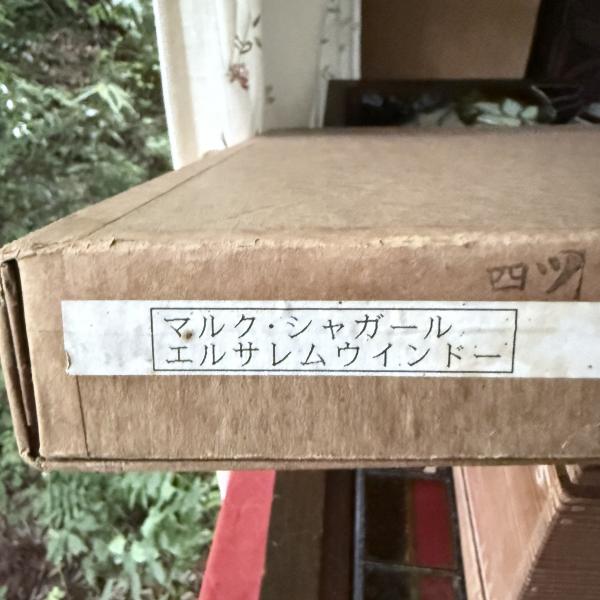 四ツ
マルク・シャガール
エルサレムウインドー